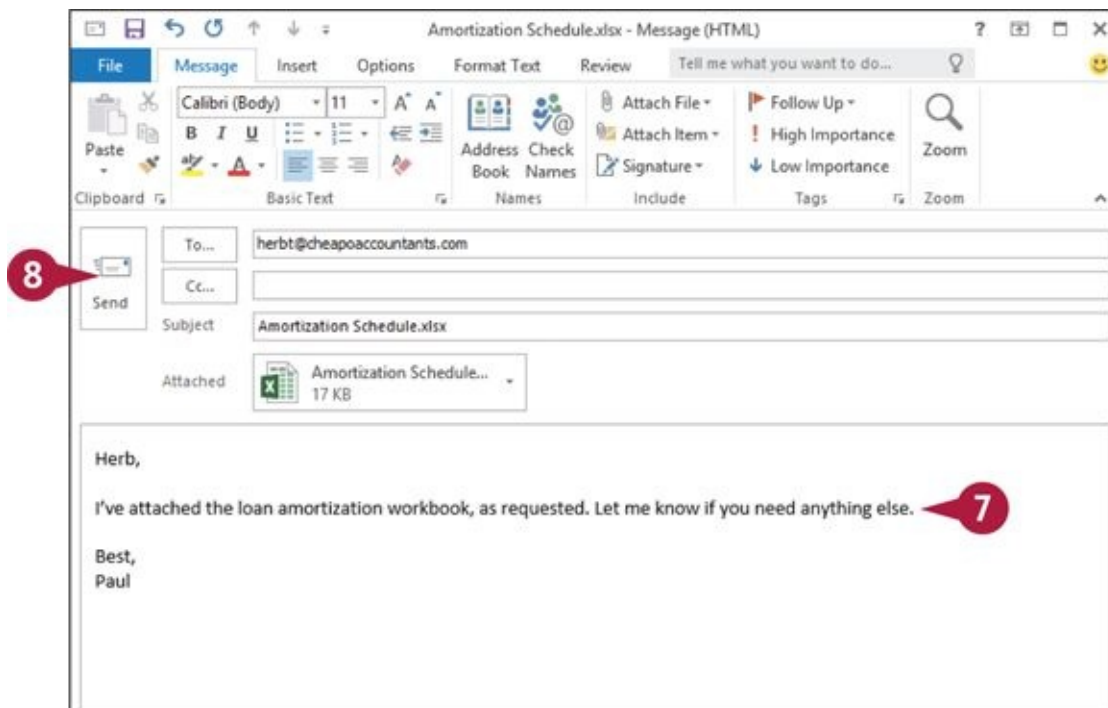 Amortization Schedule.xlsx - Message (HTML) ?
File Message Insert Options Format Text Review Tell me what you want to do...
Calibri (Body) 11 A A
B I U
Paste
aby A
Address Book
Check Names
Attach File
Attach Item
Signature
Follow Up
High Importance
Low Importance
Zoom
Clipboard Basic Text Names Include Tags Zoom
8
Send
To... herbt@cheapoaccountants.com
Cc...
Subject Amortization Schedule.xlsx
Attached Amortization Schedule...
17 KB
Herb,
I've attached the loan amortization workbook, as requested. Let me know if you need anything else. 7
Best,
Paul